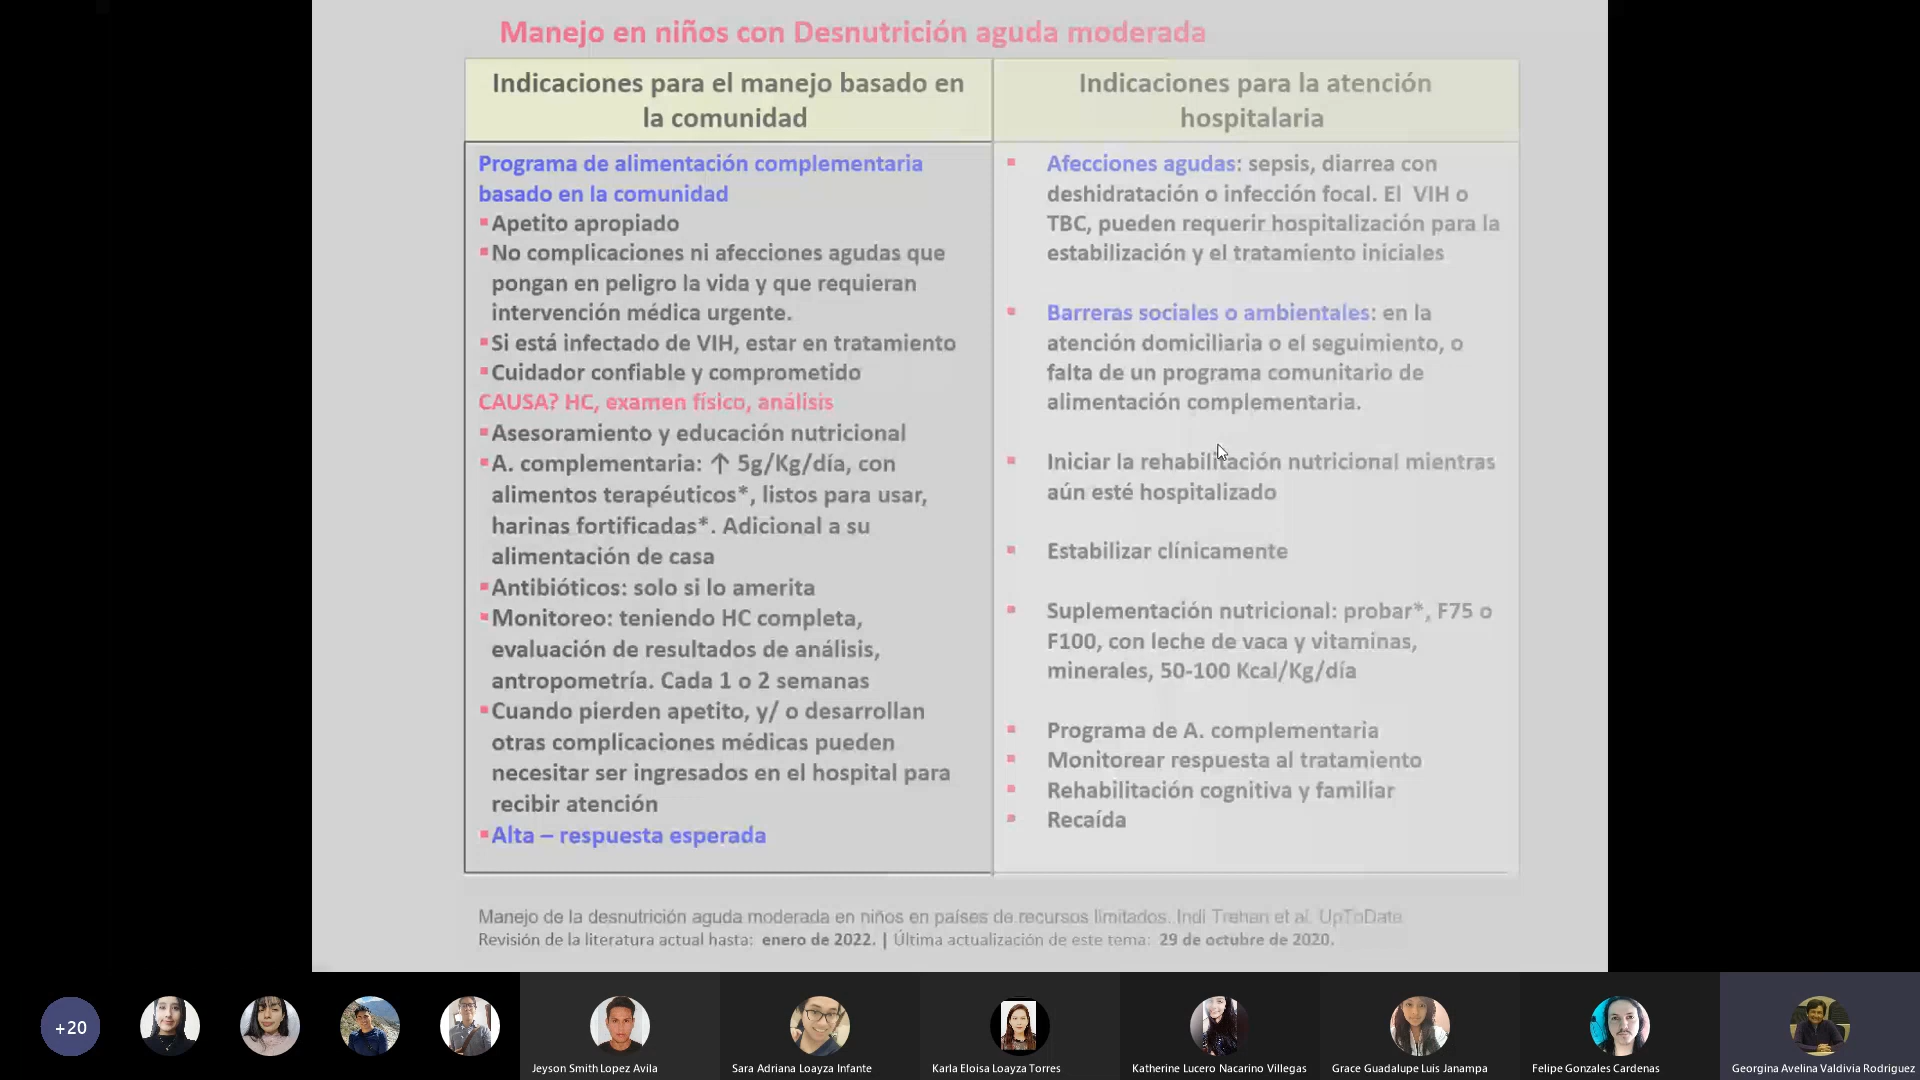 Manejo en niños con Desnutrición aguda moderada
Indicaciones para el manejo basado en
la comunidad
Programa de alimentación complementaria
basado en la comunidad
▪Apetito apropiado
▪No complicaciones ni afecciones agudas que
pongan en peligro la vida y que requieran
intervención médica urgente.
▪Si está infectado de VIH, estar en tratamiento
▪Cuidador confiable y comprometido
CAUSA? HC, examen físico, análisis
▪Asesoramiento y educación nutricional
▪A. complementaria: ↑ 5g/Kg/día, con
alimentos terapéuticos*, listos para usar,
harinas fortificadas*. Adicional a su
alimentación de casa
▪Antibióticos: solo si lo amerita
▪Monitoreo: teniendo HC completa,
evaluación de resultados de análisis,
antropometría. Cada 1 o 2 semanas
▪Cuando pierden apetito, y/ o desarrollan
otras complicaciones médicas pueden
necesitar ser ingresados en el hospital para
recibir atención
▪Alta – respuesta esperada
Indicaciones para la atención
hospitalaria
▪ Afecciones agudas: sepsis, diarrea con
deshidratación o infección focal. El VIH o
TBC, pueden requerir hospitalización para la
estabilización y el tratamiento iniciales
▪ Barreras sociales o ambientales: en la
atención domiciliaria o el seguimiento, o
falta de un programa comunitario de
alimentación complementaria.
▪ Iniciar la rehabilitación nutricional mientras
aún esté hospitalizado
▪ Estabilizar clínicamente
▪ Suplementación nutricional: probar*, F75 o
F100, con leche de vaca y vitaminas,
minerales, 50-100 Kcal/Kg/día
▪ Programa de A. complementaria
▪ Monitorear respuesta al tratamiento
▪ Rehabilitación cognitiva y familiar
▪ Recaída
Manejo de la desnutrición aguda moderada en niños en países de recursos limitados. Indi Trehan et al. UpToDate
Revisión de la literatura actual hasta: enero de 2022. | Última actualización de este tema: 29 de octubre de 2020.
+20
Jeyson Smith Lopez Avila
Sara Adriana Loayza Infante
Karla Eloisa Loayza Torres
Katherine Lucero Nacarino Villegas
Grace Guadalupe Luis Janampa
Felipe Gonzales Cardenas
Georgina Avelina Valdivia Rodriguez